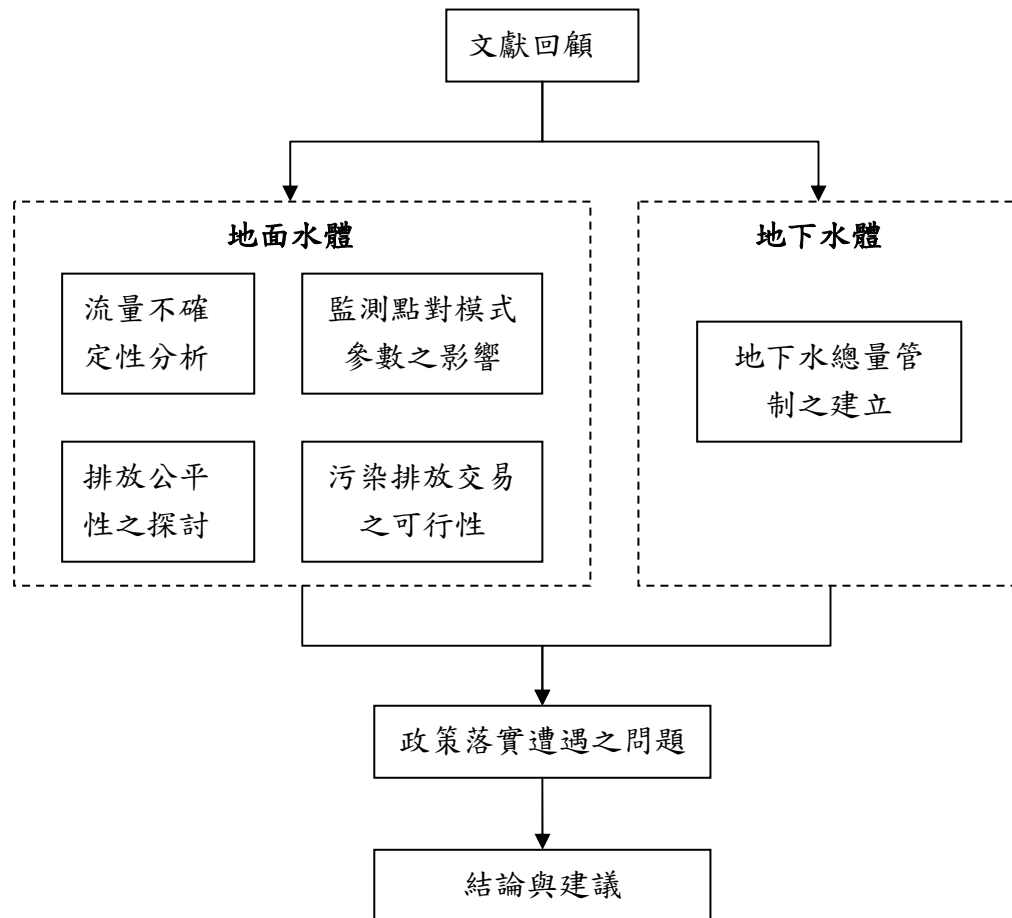 文獻回顧
地面水體
流量不確
定性分析
監測點對模式
參數之影響
排放公平
性之探討
污染排放交易
之可行性
地下水體
地下水總量管
制之建立
政策落實遭遇之問題
結論與建議